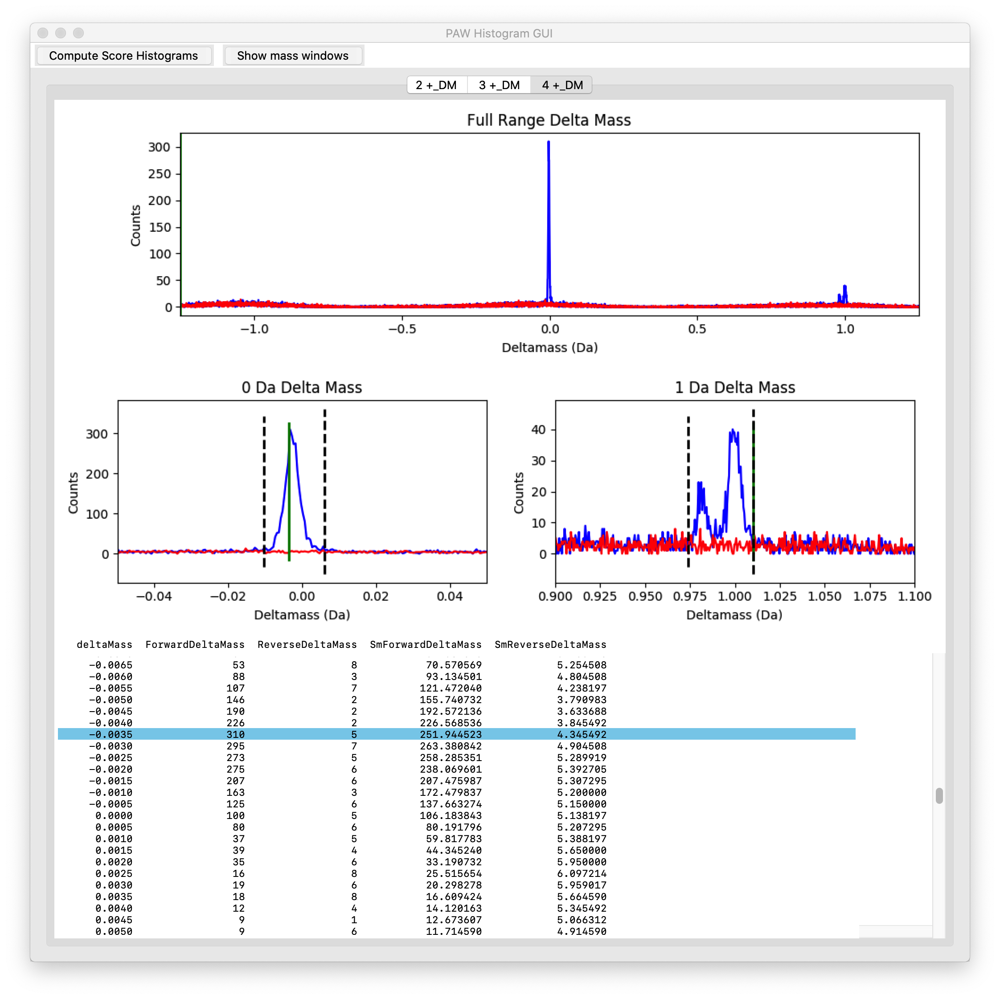 PAW Histogram GUI
Compute Score Histograms Show mass windows
2 +_DM 3 +_DM 4 +_DM
Full Range Delta Mass
300
250
200
150
100
50
0
Counts
−1.0 −0.5 0.0 0.5 1.0
Deltamass (Da)
0 Da Delta Mass
300
200
100
0
Counts
−0.04 −0.02 0.00 0.02 0.04
Deltamass (Da)
1 Da Delta Mass
40
30
20
10
0
Counts
0.900 0.925 0.950 0.975 1.000 1.025 1.050 1.075 1.100
Deltamass (Da)
deltaMass ForwardDeltaMass ReverseDeltaMass SmForwardDeltaMass SmReverseDeltaMass
−0.0065 53 8 70.570569 5.254508
−0.0060 88 3 93.134501 4.804508
−0.0055 107 7 121.472040 4.238197
−0.0050 146 2 155.740732 3.790983
−0.0045 190 2 192.572136 3.633688
−0.0040 226 2 226.568536 3.845492
−0.0035 310 5 251.944523 4.345492
−0.0030 295 7 263.380842 4.904508
−0.0025 273 5 258.285351 5.289919
−0.0020 275 6 238.069601 5.392705
−0.0015 207 6 207.475987 5.307295
−0.0010 163 3 172.479837 5.200000
−0.0005 125 6 137.663274 5.150000
0.0000 100 5 106.183843 5.138197
0.0005 80 6 80.191796 5.207295
0.0010 37 5 59.817783 5.388197
0.0015 39 4 44.345240 5.650000
0.0020 35 6 33.190732 5.950000
0.0025 16 8 25.515654 6.097214
0.0030 19 6 20.298278 5.959017
0.0035 18 8 16.609424 5.664590
0.0040 12 4 14.120163 5.345492
0.0045 9 1 12.673607 5.066312
0.0050 9 6 11.714590 4.914590